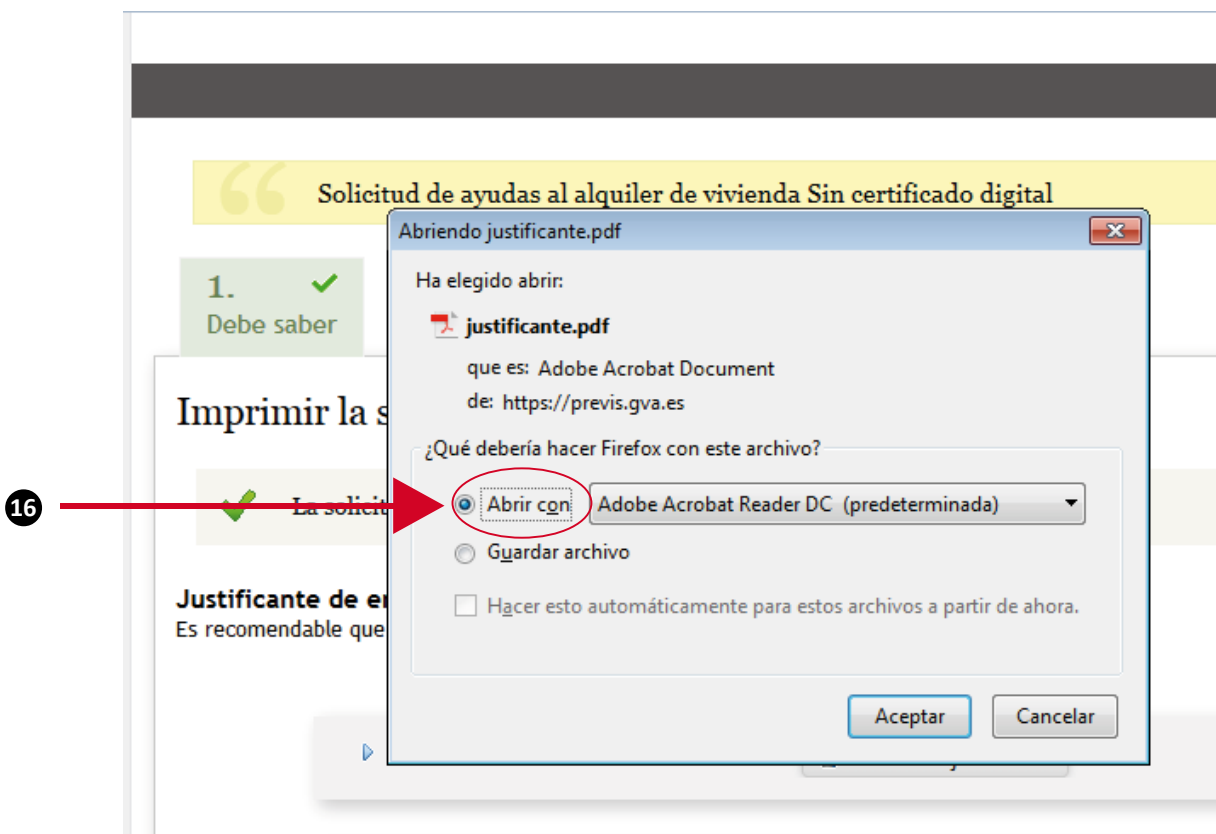 Solicitud de ayudas al alquiler de vivienda Sin certificado digital
Abriendo justificante.pdf
1.
Debe saber
Ha elegido abrir:
justificante.pdf
que es: Adobe Acrobat Document
de: https://previs.gva.es
Imprimir la
¿Qué debería hacer Firefox con este archivo?
16
La
Abrir con
Adobe Acrobat Reader DC (predeterminada)
Guardar archivo
Justificante de
Es recomendable que
Hacer esto automáticamente para estos archivos a partir de ahora.
Aceptar
Cancelar